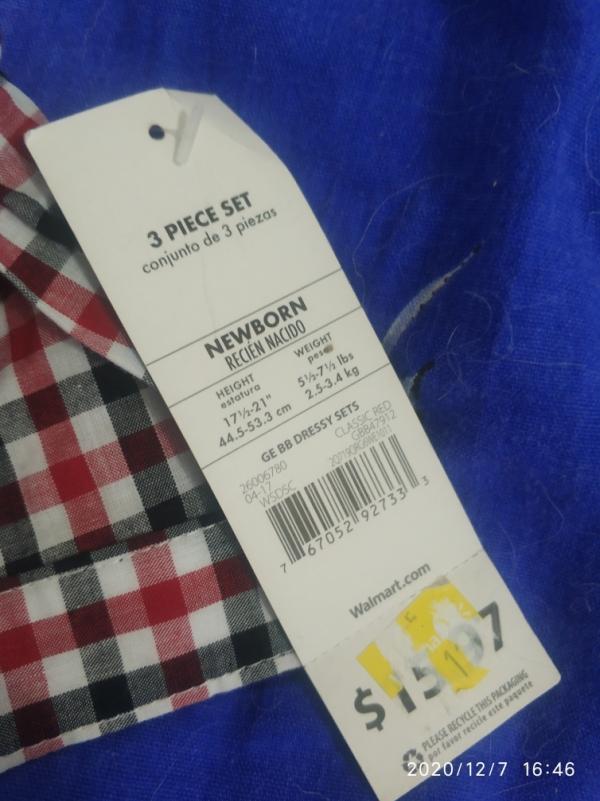 3 PIECE SET
conjunto de 3 piezas
NEWBORN
RECIÉN NACIDO
HEIGHT
estatura
17½-21"
44.5-53.3 cm
WEIGHT
peso
5½-7½ lbs
2.5-3.4 kg
GE BB DRESSY SETS
26006780
04-17
WSDSC
CLASSIC RED
GBB47912
7 67052 92733 3
Walmart.com
PLEASE RECYCLE THIS PACKAGING
por favor recicle este paquete
2020/12/7 16:46